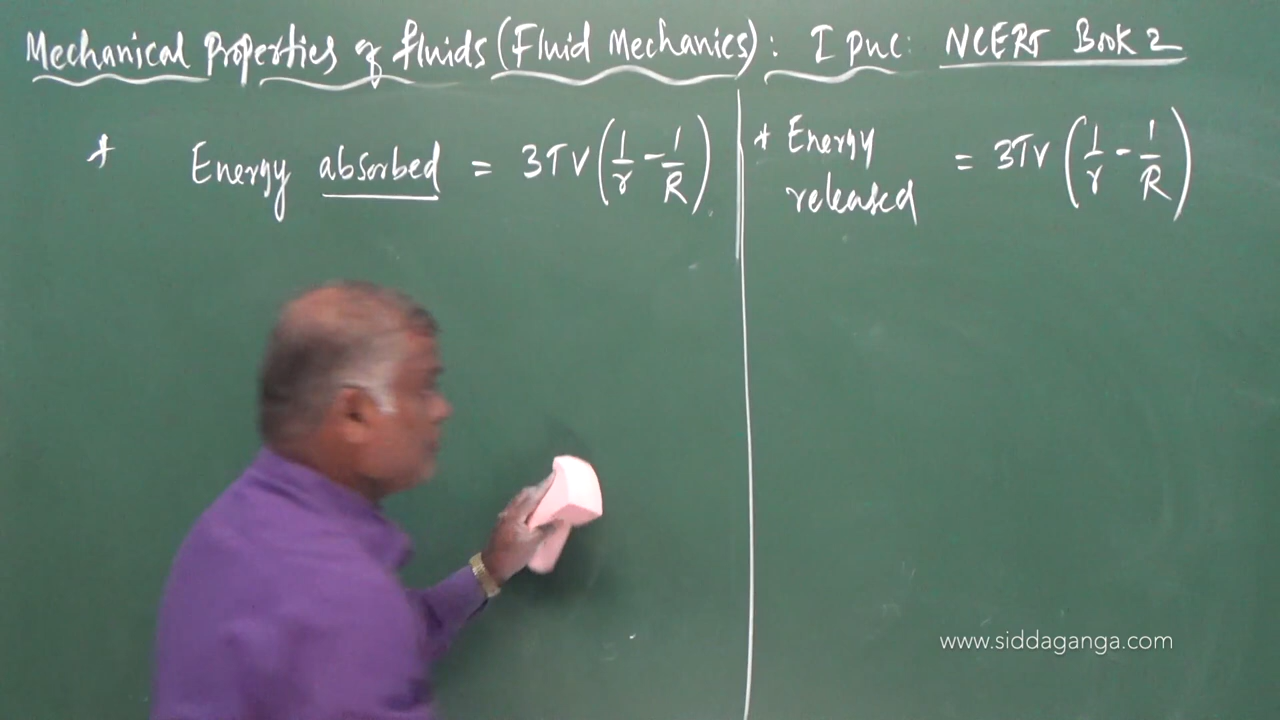 Mechanical Properties of fluids (Fluid Mechanics) : I PUC : NCERT Book 2
* Energy absorbed = 3TV (1/r - 1/R)
* Energy released = 3TV (1/r - 1/R)
www.siddaganga.com